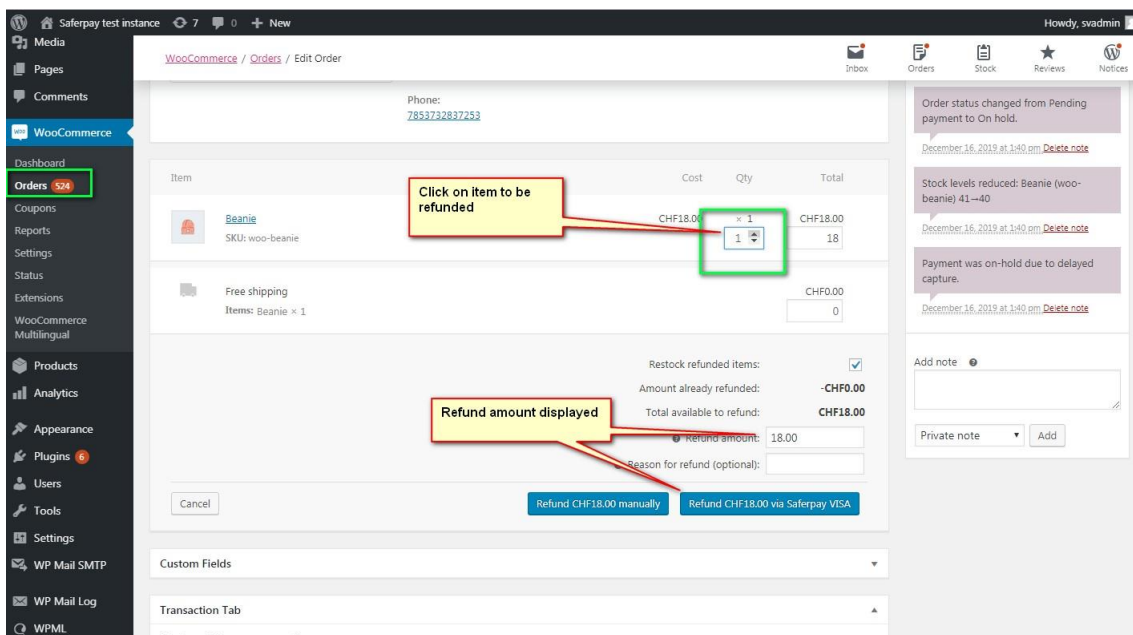 Saferpay test instance 7 0 + New
Howdy, svadmin
Media
Pages
Comments
WooCommerce
Dashboard
Orders 524
Coupons
Reports
Settings
Status
Extensions
WooCommerce
Multilingual
Products
Analytics
Appearance
Plugins 6
Users
Tools
Settings
WP Mail SMTP
WP Mail Log
WPML
WooCommerce / Orders / Edit Order
Inbox
Orders
Stock
Reviews
Notices
Phone:
7853732837253
Item Cost Qty Total
Click on item to be
refunded
Beanie CHF18.00 × 1 CHF18.00
SKU: woo-beanie 1 18
Free shipping CHF0.00
Items: Beanie × 1 0
Restock refunded items:
Amount already refunded: -CHF0.00
Total available to refund: CHF18.00
Refund amount displayed
Refund amount: 18.00
Reason for refund (optional):
Cancel
Refund CHF18.00 manually
Refund CHF18.00 via Saferpay VISA
Custom Fields
Transaction Tab
Order status changed from Pending
payment to On hold.
December 16, 2019 at 1:40 pm Delete note
Stock levels reduced: Beanie (woo-
beanie) 41→40
December 16, 2019 at 1:40 pm Delete note
Payment was on-hold due to delayed
capture.
December 16, 2019 at 1:40 pm Delete note
Add note
Private note
Add